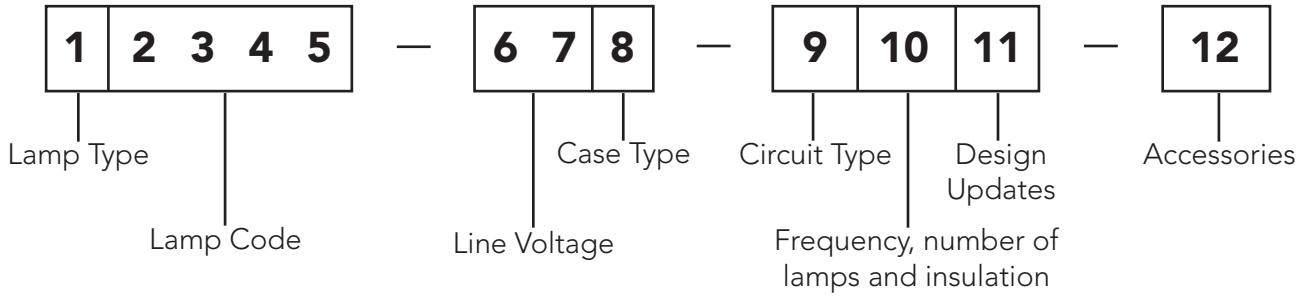 1 2 3 4 5 — 6 7 8 — 9 10 11 — 12
Lamp Type
Case Type
Circuit Type
Design
Updates
Accessories
Lamp Code
Line Voltage
Frequency, number of
lamps and insulation